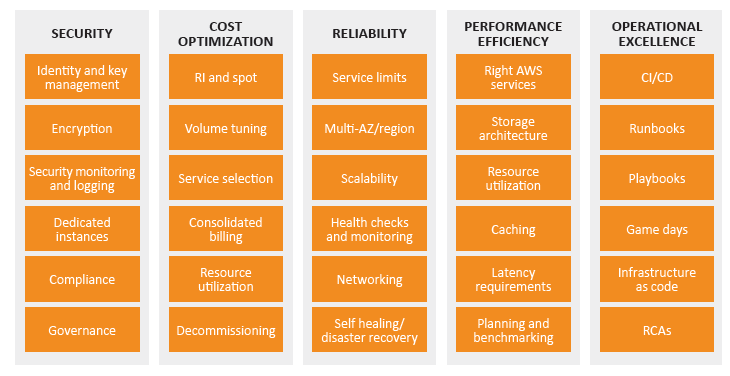 SECURITY
Identity and key
management
Encryption
Security monitoring
and logging
Dedicated
instances
Compliance
Governance
COST
OPTIMIZATION
RI and spot
Volume tuning
Service selection
Consolidated
billing
Resource
utilization
Decommissioning
RELIABILITY
Service limits
Multi-AZ/region
Scalability
Health checks
and monitoring
Networking
Self healing/
disaster recovery
PERFORMANCE
EFFICIENCY
Right AWS
services
Storage
architecture
Resource
utilization
Caching
Latency
requirements
Planning and
benchmarking
OPERATIONAL
EXCELLENCE
CI/CD
Runbooks
Playbooks
Game days
Infrastructure
as code
RCAs